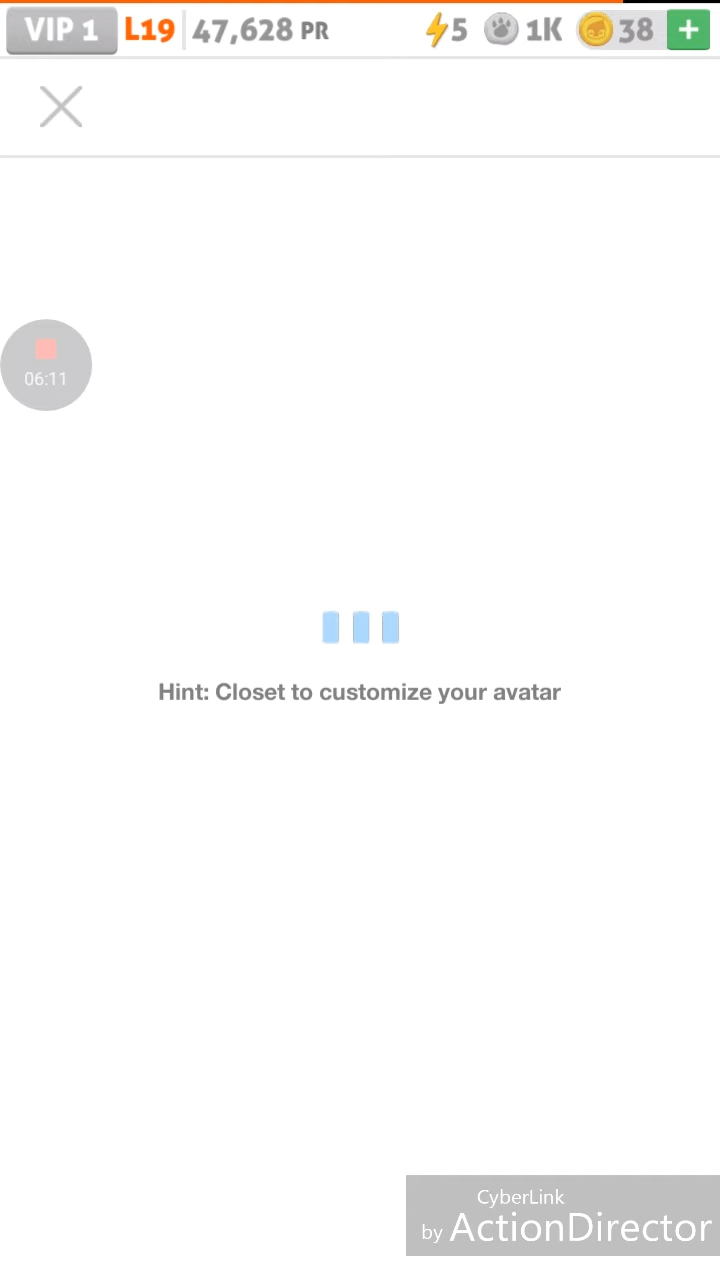 VIP 1 L19 47,628 PR 5 1K 38 +
06:11
Hint: Closet to customize your avatar
CyberLink
by ActionDirector